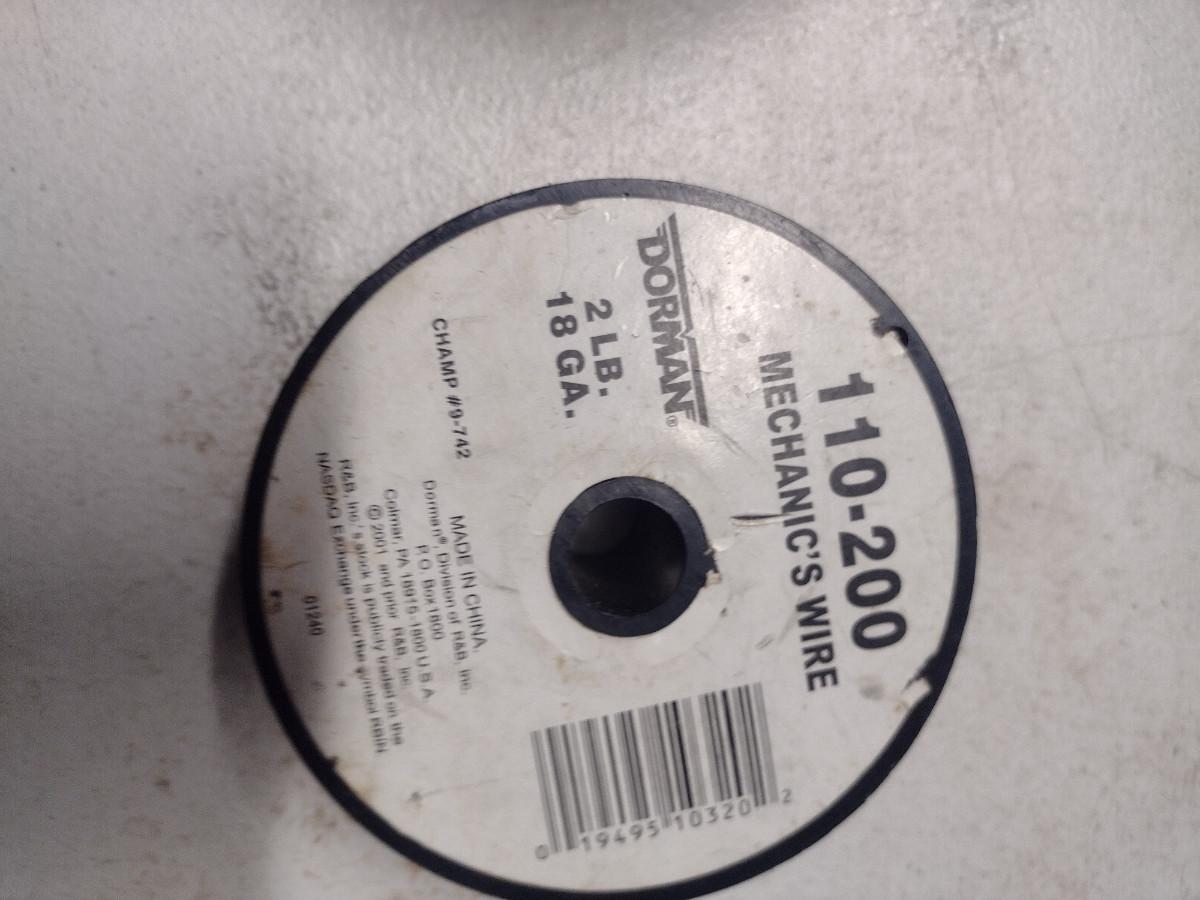 110-200
MECHANIC'S WIRE
DORMAN®
2 LB.
18 GA.
CHAMP #9-742
MADE IN CHINA.
Dorman®, Division of R&B, Inc.
P.O. Box 1800
Colmar, PA 18915-1800 U.S.A.
© 2001 and prior R&B, Inc.
R&B, Inc.'s stock is publicly traded on the
NASDAQ Exchange under the symbol RBIN
01240
0 19495 10320 2